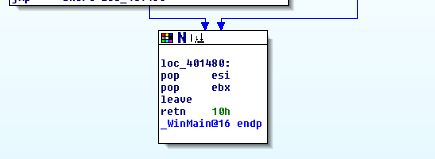 loc_401480:
pop     esi
pop     ebx
leave
retn    10h
_WinMain@16 endp